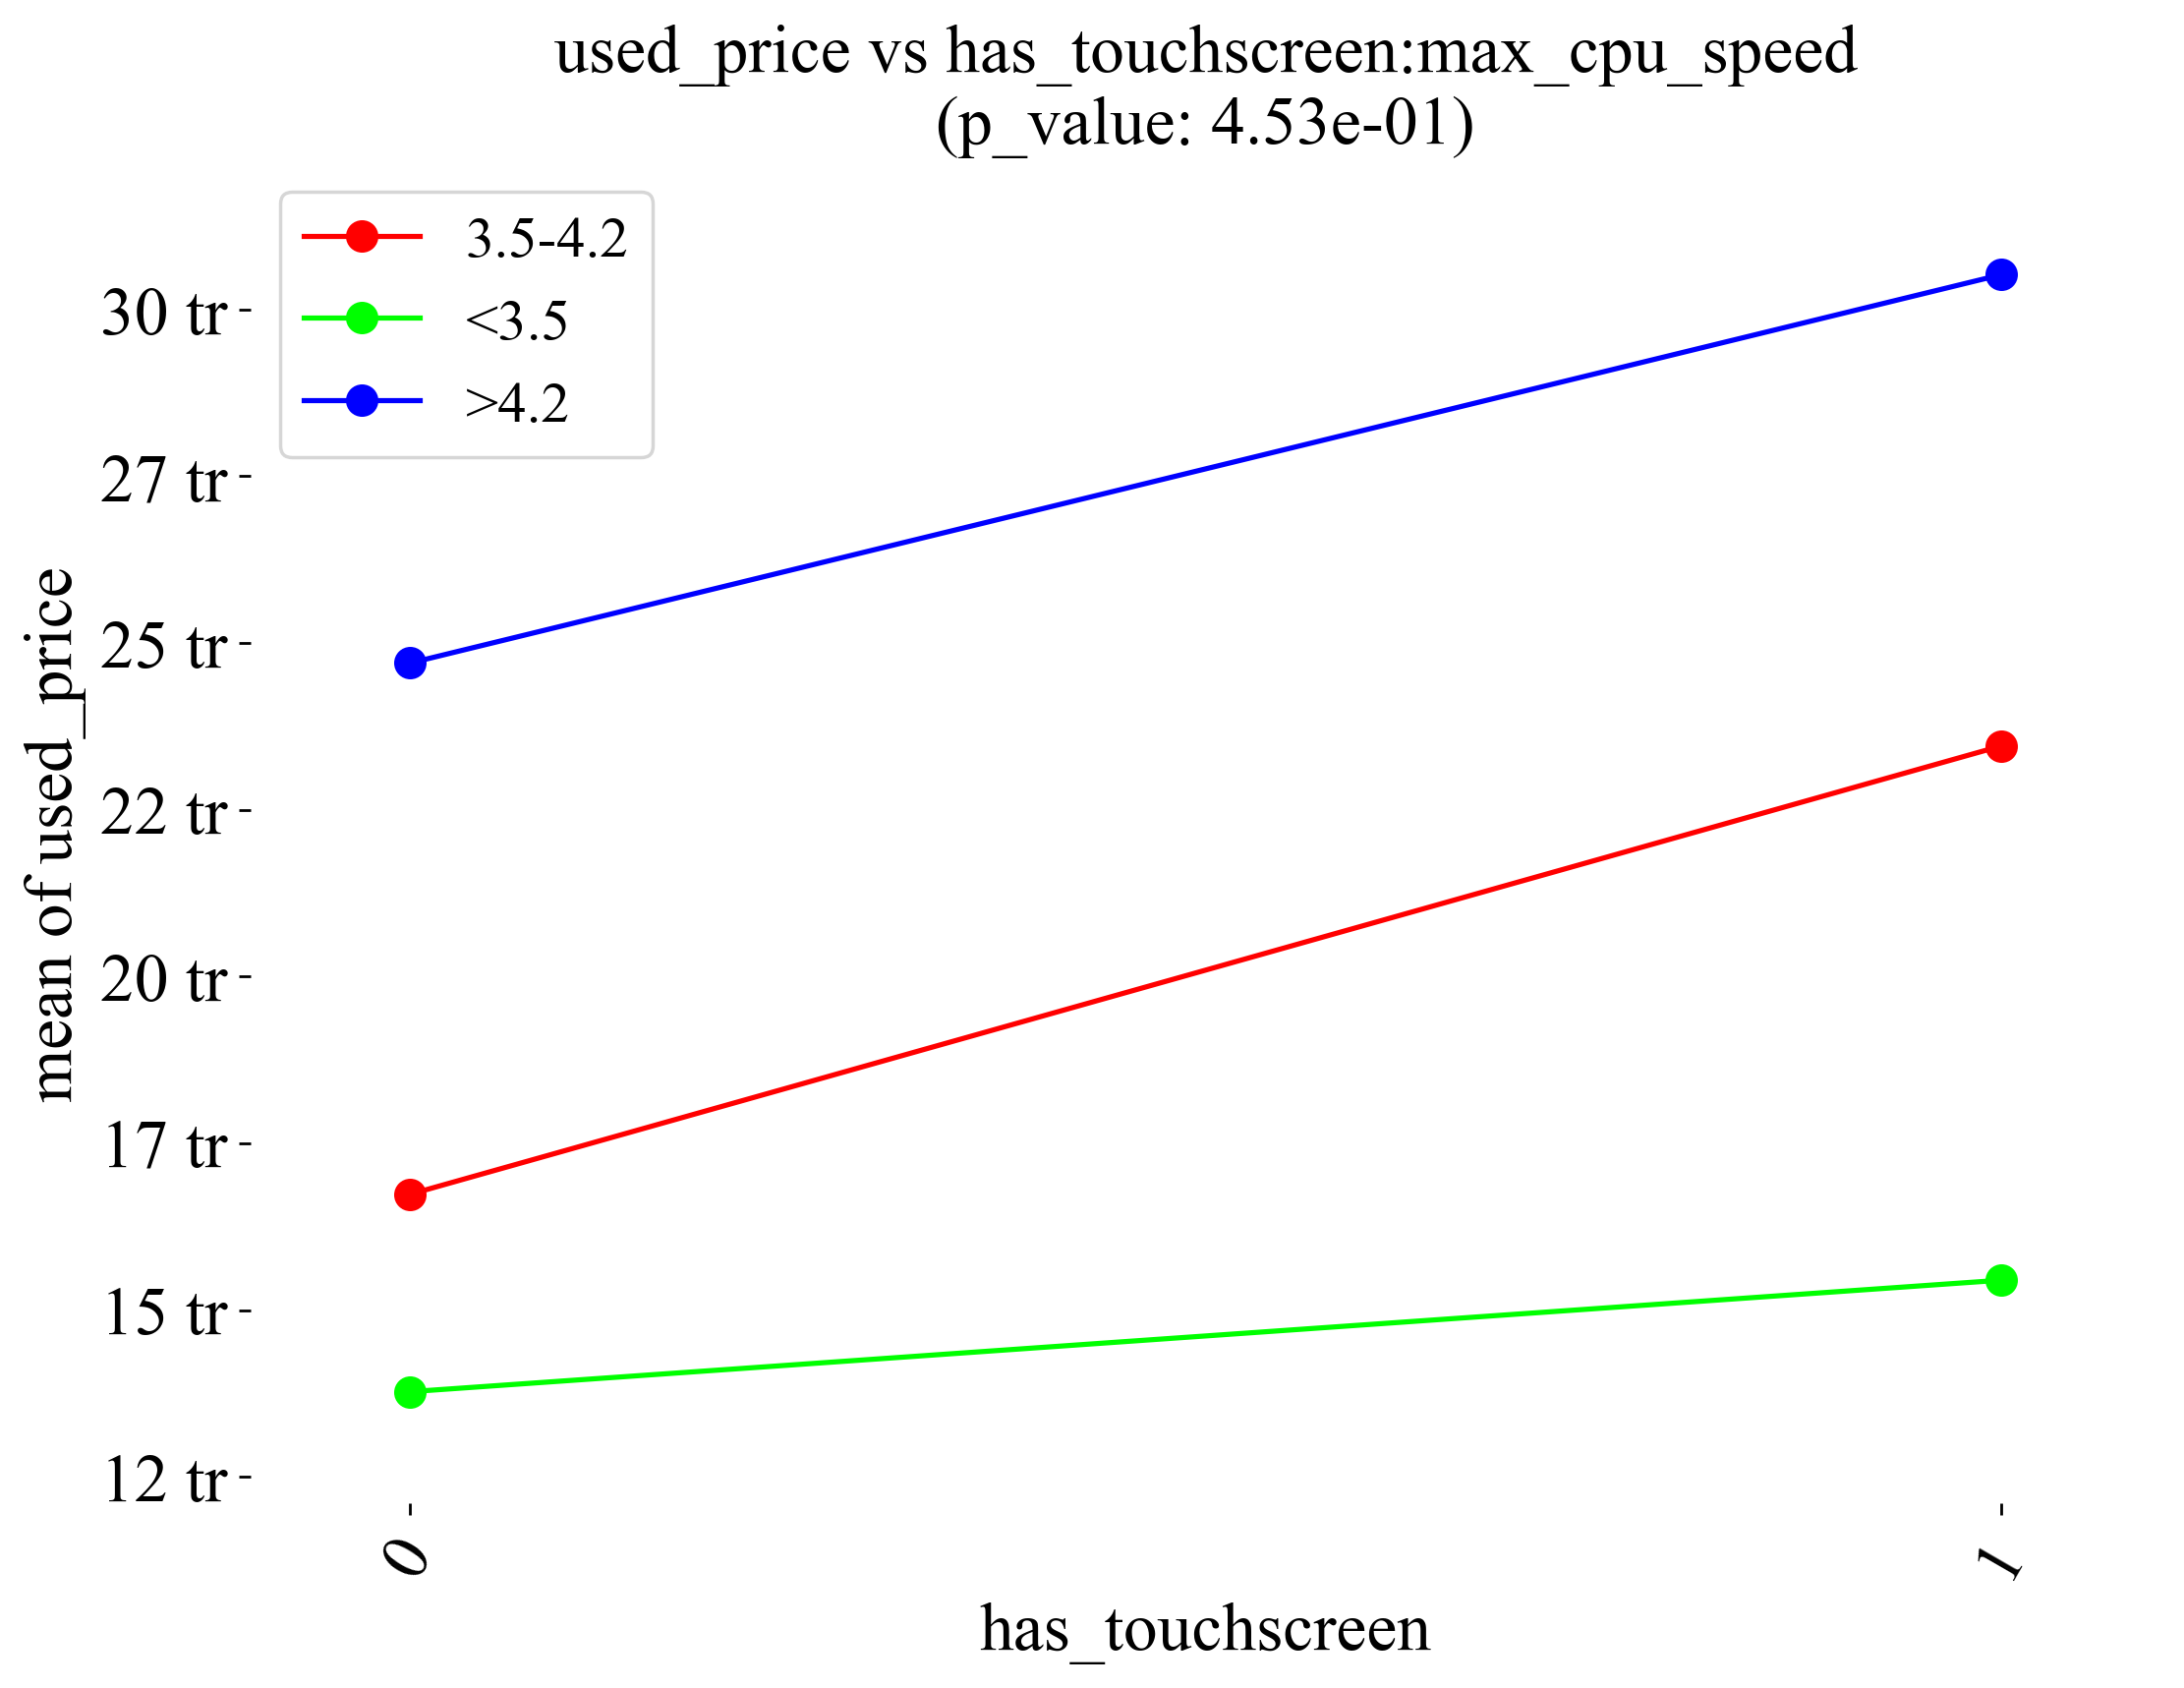 used_price vs has_touchscreen:max_cpu_speed
(p_value: 4.53e-01)
3.5-4.2
<3.5
>4.2
30 tr
27 tr
25 tr
22 tr
20 tr
17 tr
15 tr
12 tr
mean of used_price
0
1
has_touchscreen